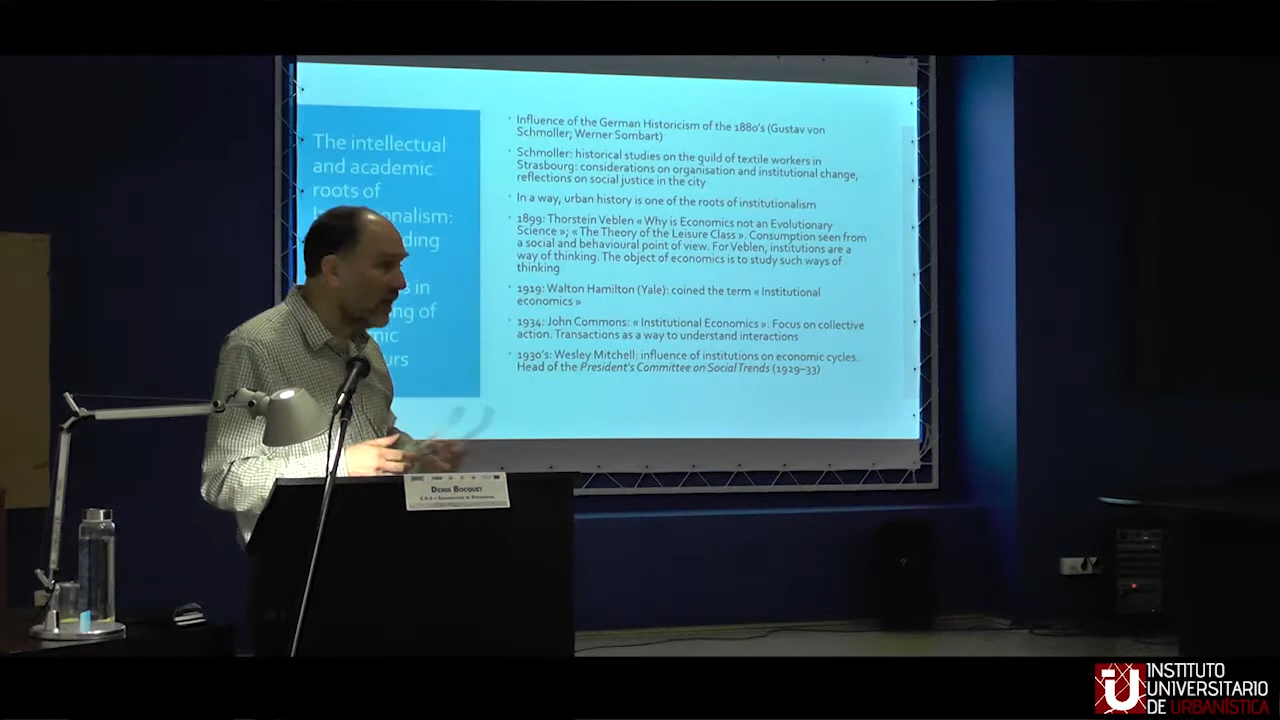 The intellectual
and academic
roots of
nalism:
ding
s in
ng of
mic
urs
Influence of the German Historicism of the 1880's (Gustav von
Schmoller; Werner Sombart)
Schmoller: historical studies on the guild of textile workers in
Strasbourg: considerations on organisation and institutional change,
reflections on social justice in the city
In a way, urban history is one of the roots of institutionalism
1899: Thorstein Veblen « Why is Economics not an Evolutionary
Science »; « The Theory of the Leisure Class ». Consumption seen from
a social and behavioural point of view. For Veblen, institutions are a
way of thinking. The object of economics is to study such ways of
thinking
1919: Walton Hamilton (Yale): coined the term « Institutional
economics »
1934: John Commons: « Institutional Economics ». Focus on collective
action. Transactions as a way to understand interactions
1930's: Wesley Mitchell: influence of institutions on economic cycles.
Head of the President's Committee on Social Trends (1929–33)
DENIS BOCQUET
INSTITUTO
UNIVERSITARIO
DE URBANÍSTICA